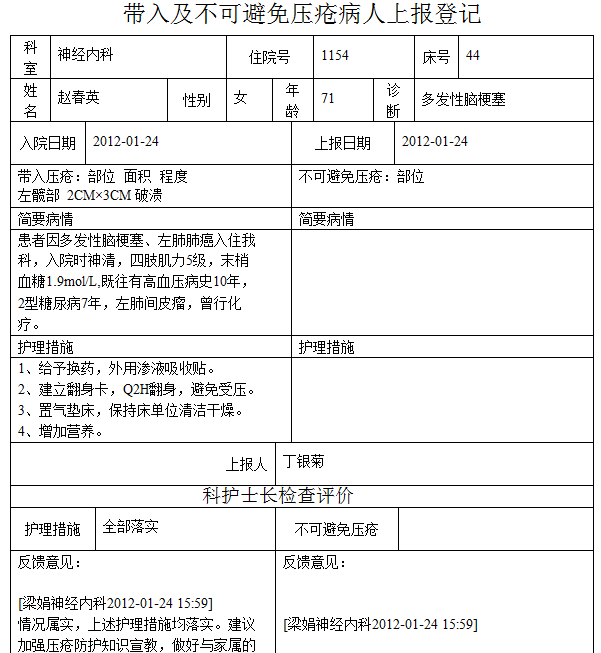 带入及不可避免压疮病人上报登记
科室 神经内科 住院号 1154 床号 44
姓名 赵春英 性别 女 年龄 71 诊断 多发性脑梗塞
入院日期 2012-01-24 上报日期 2012-01-24
带入压疮：部位 面积 程度 不可避免压疮：部位
左髋部 2CM×3CM 破溃
简要病情 简要病情
患者因多发性脑梗塞、左肺肺癌入住我
科，入院时神清，四肢肌力5级，末梢
血糖1.9mol/L,既往有高血压病史10年，
2型糖尿病7年，左肺间皮瘤，曾行化
疗。
护理措施 护理措施
1、给予换药，外用渗液吸收贴。
2、建立翻身卡，Q2H翻身，避免受压。
3、置气垫床，保持床单位清洁干燥。
4、增加营养。
上报人 丁银菊
科护士长检查评价
护理措施 全部落实 不可避免压疮
反馈意见： 反馈意见：
[梁娟神经内科2012-01-24 15:59] [梁娟神经内科2012-01-24 15:59]
情况属实，上述护理措施均落实。建议
加强压疮防护知识宣教，做好与家属的